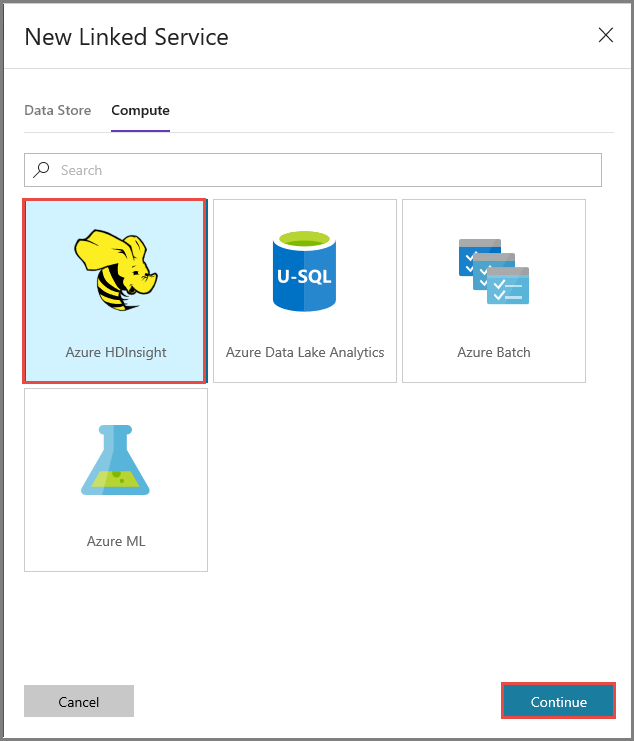 New Linked Service
Data Store Compute
Search
U-SQL
Azure HDInsight Azure Data Lake Analytics Azure Batch
Azure ML
Cancel Continue